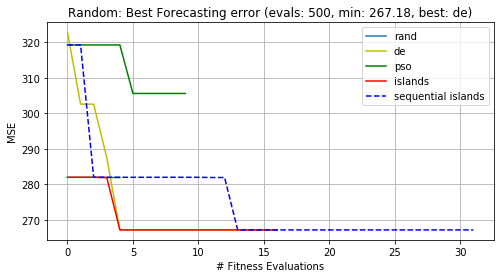 Random: Best Forecasting error (evals: 500, min: 267.18, best: de)
rand
de
pso
islands
sequential islands
MSE
320
310
300
290
280
270
0 5 10 15 20 25 30
# Fitness Evaluations